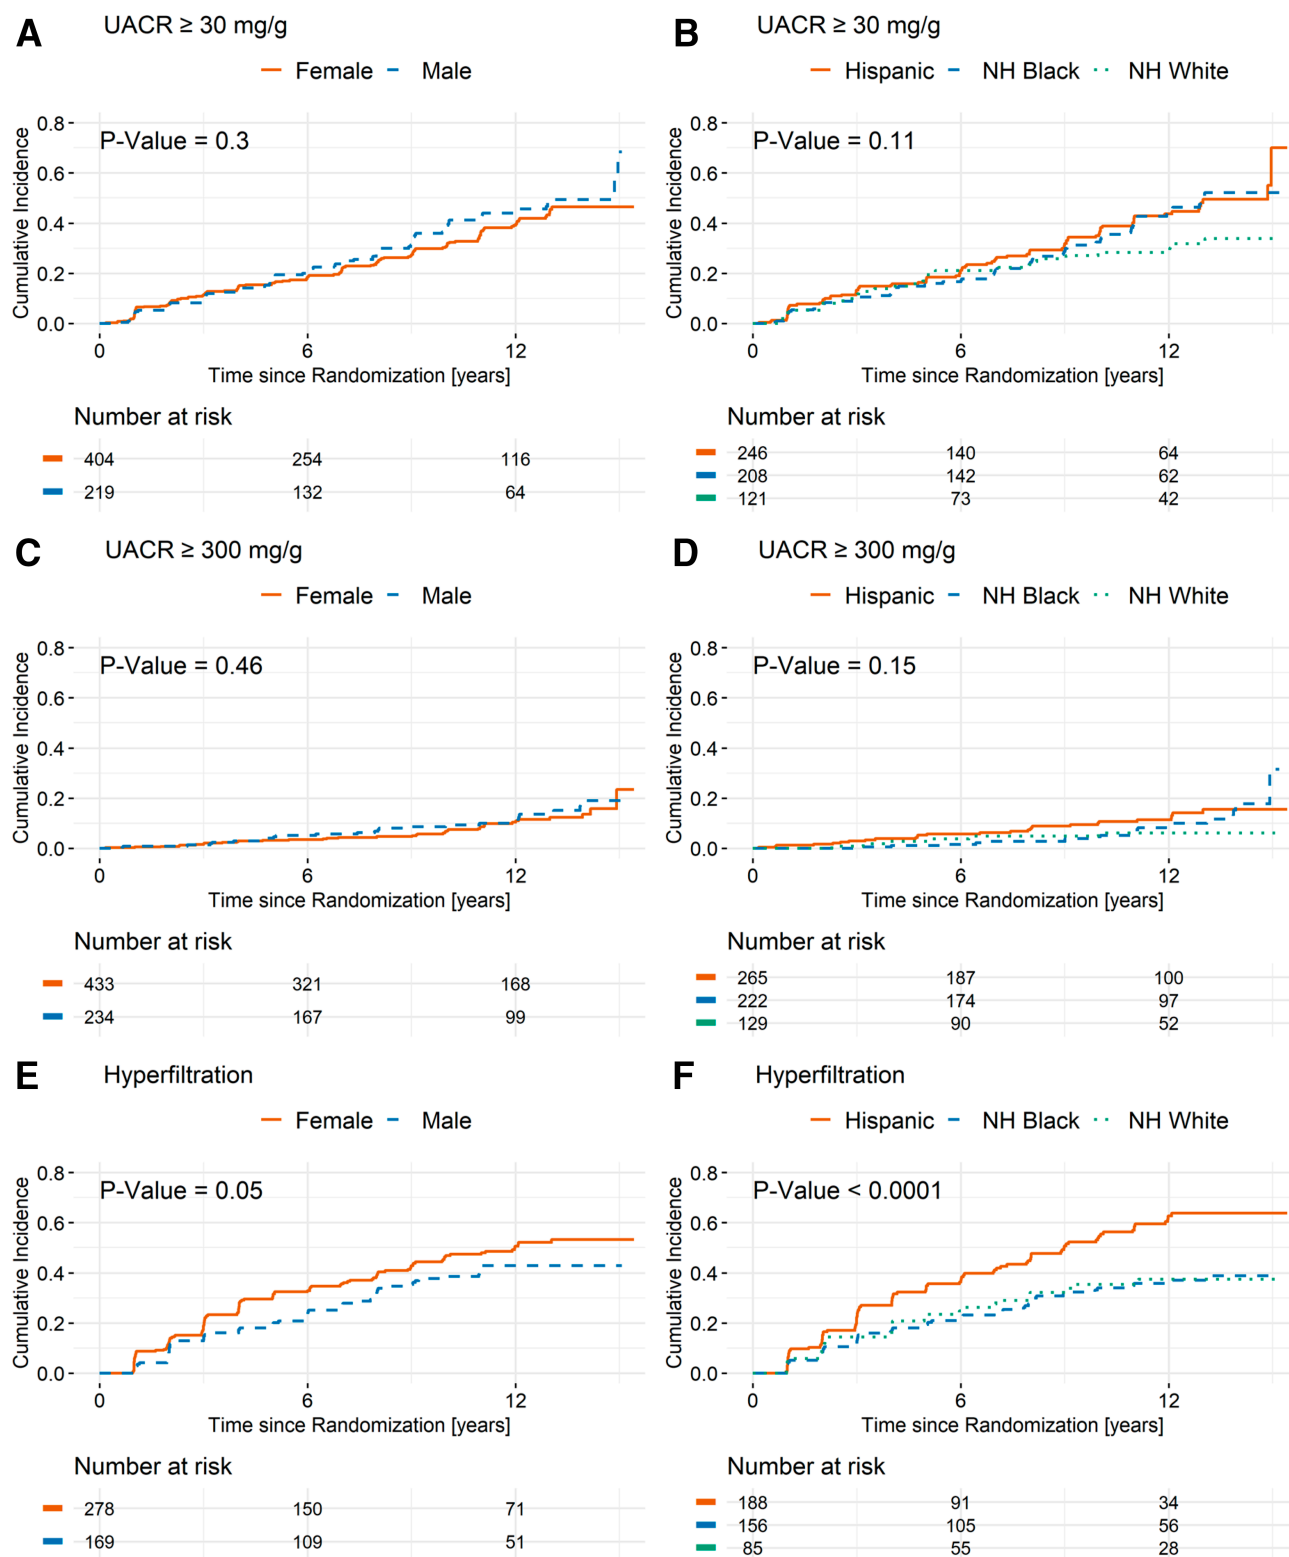 A UACR ≥ 30 mg/g
Female Male
P-Value = 0.3
Cumulative Incidence
0.8
0.6
0.4
0.2
0.0
0 6 12
Time since Randomization [years]
Number at risk
404 254 116
219 132 64
B UACR ≥ 30 mg/g
Hispanic NH Black NH White
P-Value = 0.11
Cumulative Incidence
0.8
0.6
0.4
0.2
0.0
0 6 12
Time since Randomization [years]
Number at risk
246 140 64
208 142 62
121 73 42
C UACR ≥ 300 mg/g
Female Male
P-Value = 0.46
Cumulative Incidence
0.8
0.6
0.4
0.2
0.0
0 6 12
Time since Randomization [years]
Number at risk
433 321 168
234 167 99
D UACR ≥ 300 mg/g
Hispanic NH Black NH White
P-Value = 0.15
Cumulative Incidence
0.8
0.6
0.4
0.2
0.0
0 6 12
Time since Randomization [years]
Number at risk
265 187 100
222 174 97
129 90 52
E Hyperfiltration
Female Male
P-Value = 0.05
Cumulative Incidence
0.8
0.6
0.4
0.2
0.0
0 6 12
Time since Randomization [years]
Number at risk
278 150 71
169 109 51
F Hyperfiltration
Hispanic NH Black NH White
P-Value < 0.0001
Cumulative Incidence
0.8
0.6
0.4
0.2
0.0
0 6 12
Time since Randomization [years]
Number at risk
188 91 34
156 105 56
85 55 28